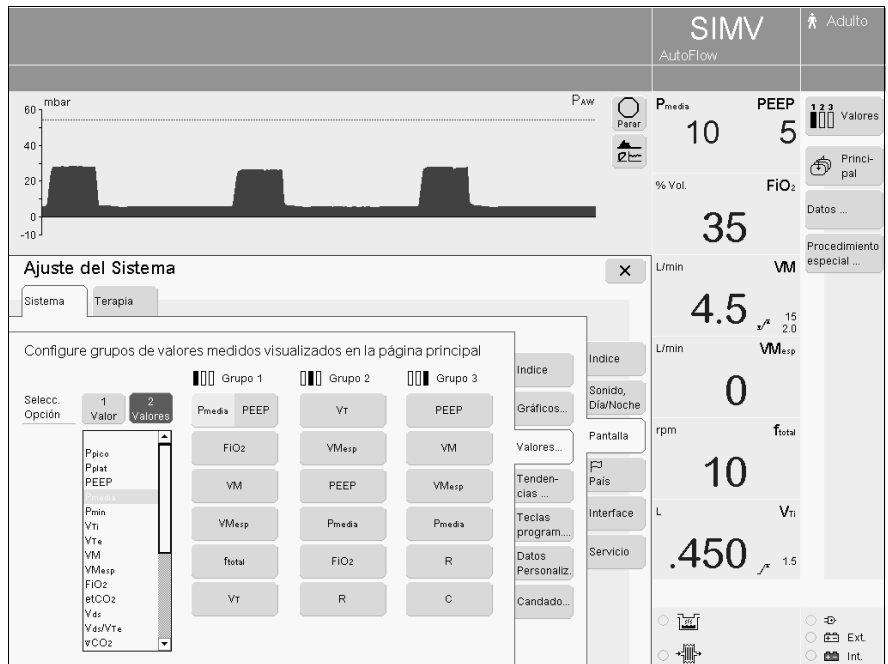 SIMV
AutoFlow
Adulto
mbar
PAW
60
40
20
0
-10
Parar
Pmedia PEEP
10 5
% Vol. FiO2
35
L/min VM
4.5 15
2.0
L/min VMesp
0
rpm ftotal
10
L VTi
.450 1.5
1 2 3
Valores
Princi-
pal
Datos ...
Procedimiento
especial ...
Ext.
Int.
Ajuste del Sistema
Sistema Terapia
Configure grupos de valores medidos visualizados en la página principal
Grupo 1 Grupo 2 Grupo 3
Selecc.
Opción
1
Valor
2
Valores
Ppico
Pplat
PEEP
Pmedia
Pmin
VTi
VTe
VM
VMesp
FiO2
etCO2
Vds
Vds/VTe
V̇CO2
Pmedia PEEP VT PEEP
FiO2 VMesp VM
VM PEEP VMesp
VMesp Pmedia Pmedia
ftotal FiO2 R
VT R C
Indice
Gráficos...
Valores...
Tenden-
cias ...
Teclas
program....
Datos
Personaliz.
Candado...
Indice
Sonido,
Día/Noche
Pantalla
País
Interface
Servicio